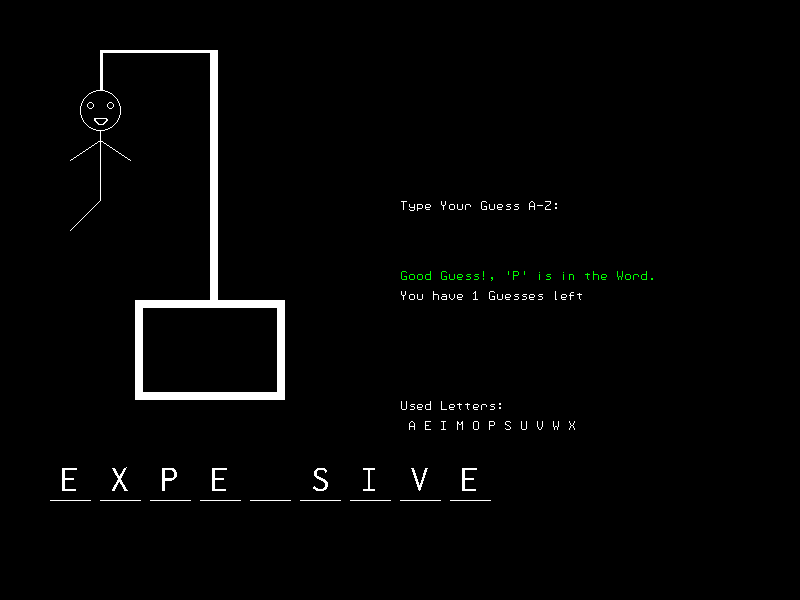 Type Your Guess A-Z:
Good Guess!, 'P' is in the Word.
You have 1 Guesses left
Used Letters:
A E I M O P S U V W X
E X P E _ S I V E